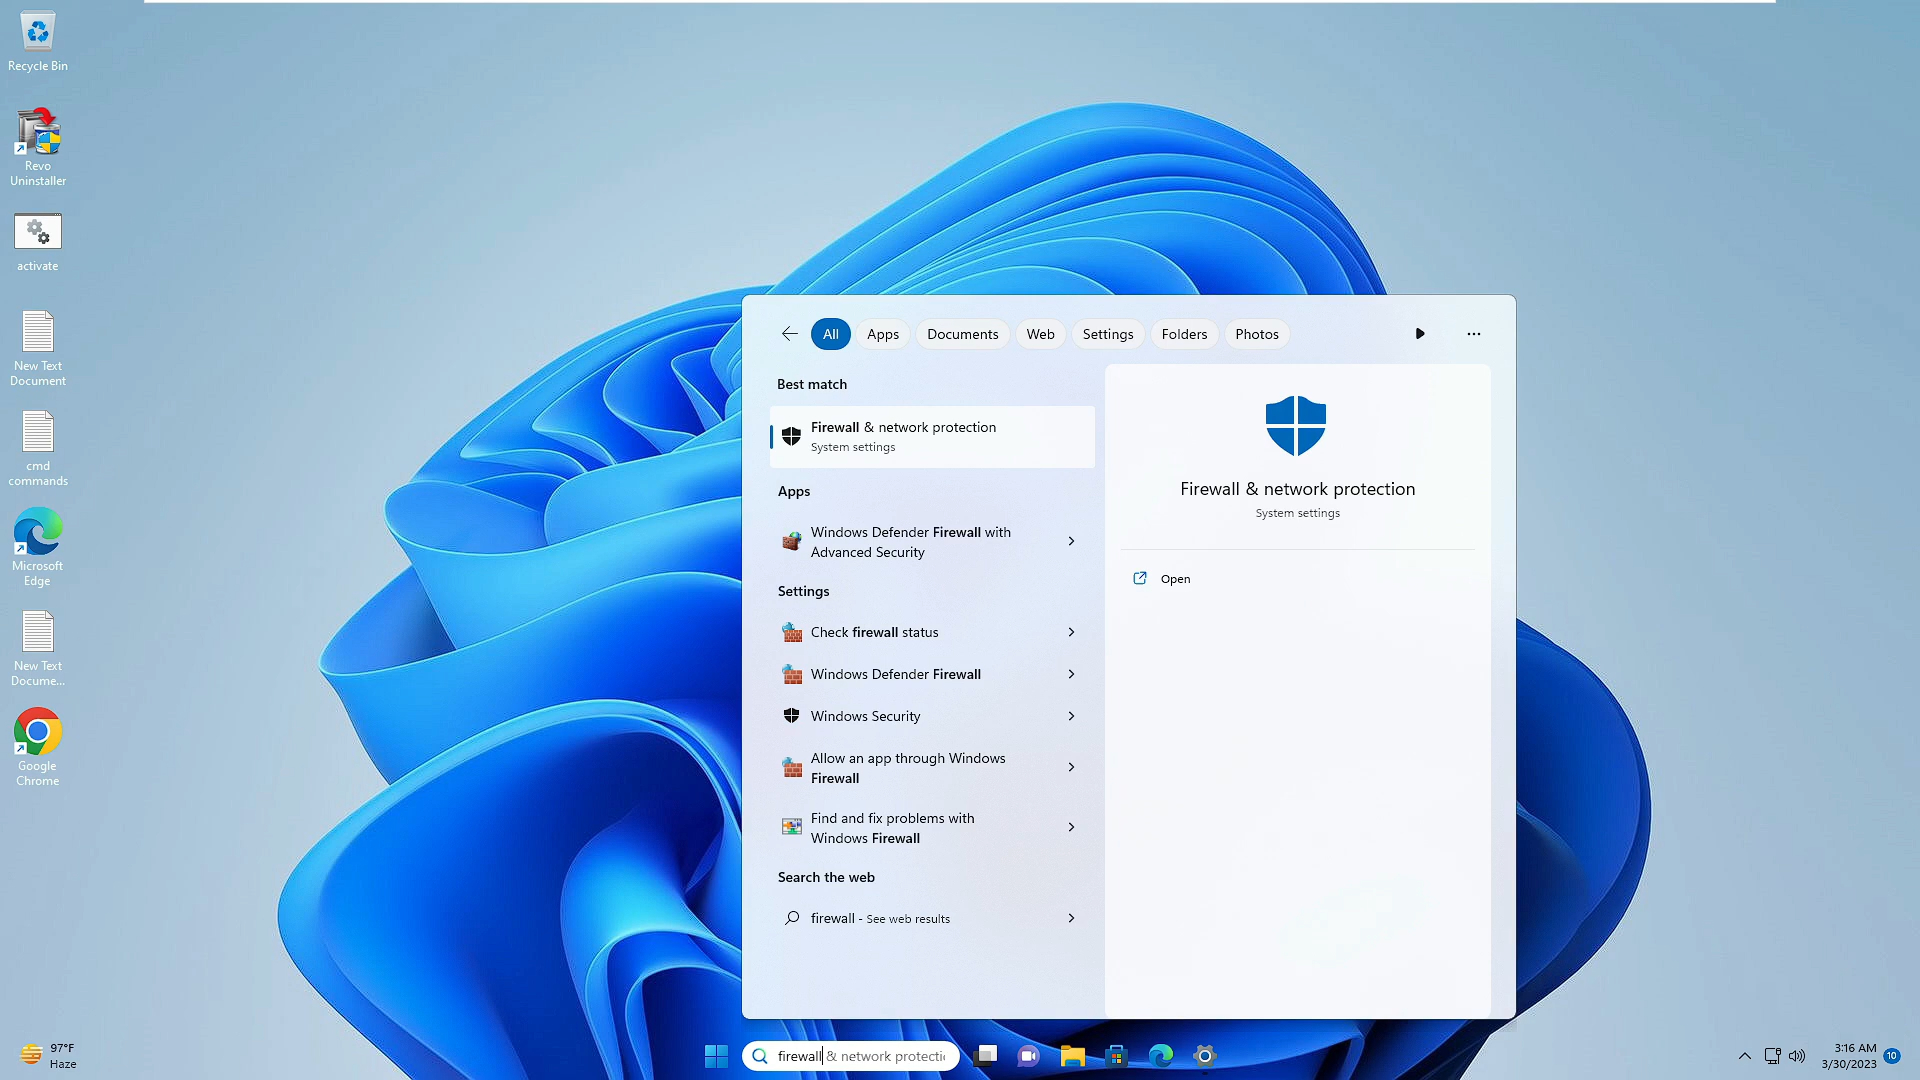 Recycle Bin
Revo
Uninstaller
activate
New Text
Document
cmd
commands
Microsoft
Edge
New Text
Docume...
Google
Chrome
All
Apps
Documents
Web
Settings
Folders
Photos
Best match
Firewall & network protection
System settings
Apps
Windows Defender Firewall with
Advanced Security
Settings
Check firewall status
Windows Defender Firewall
Windows Security
Allow an app through Windows
Firewall
Find and fix problems with
Windows Firewall
Search the web
firewall - See web results
Firewall & network protection
System settings
Open
97°F
Haze
firewall & network protectic
3:16 AM
3/30/2023
10